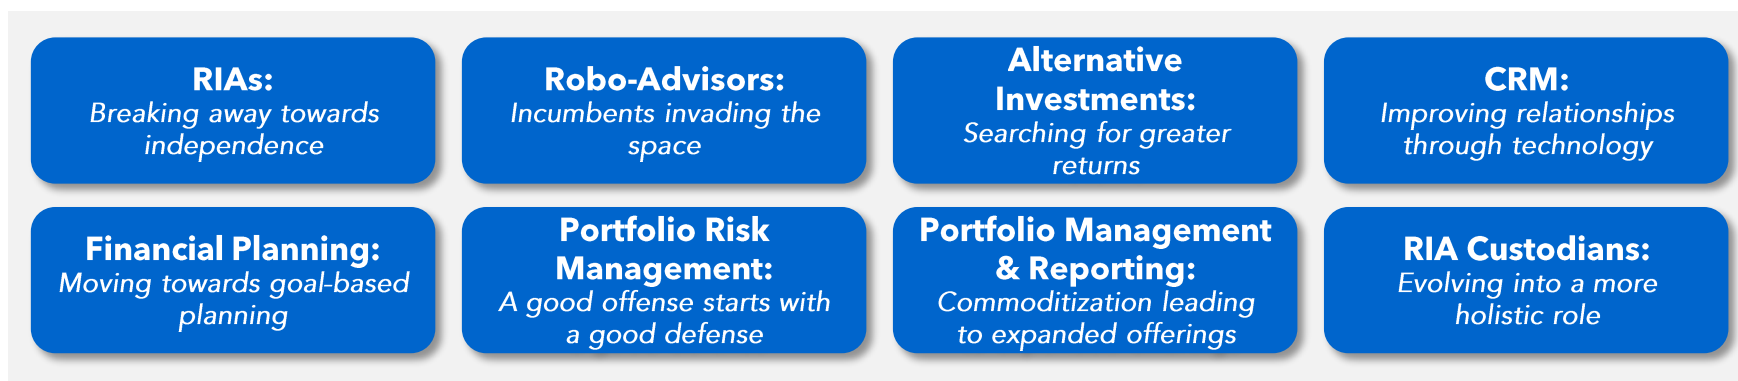 RIAs:
Breaking away towards
independence
Robo-Advisors:
Incumbents invading the
space
Alternative
Investments:
Searching for greater
returns
CRM:
Improving relationships
through technology
Financial Planning:
Moving towards goal-based
planning
Portfolio Risk
Management:
A good offense starts with
a good defense
Portfolio Management
& Reporting:
Commoditization leading
to expanded offerings
RIA Custodians:
Evolving into a more
holistic role